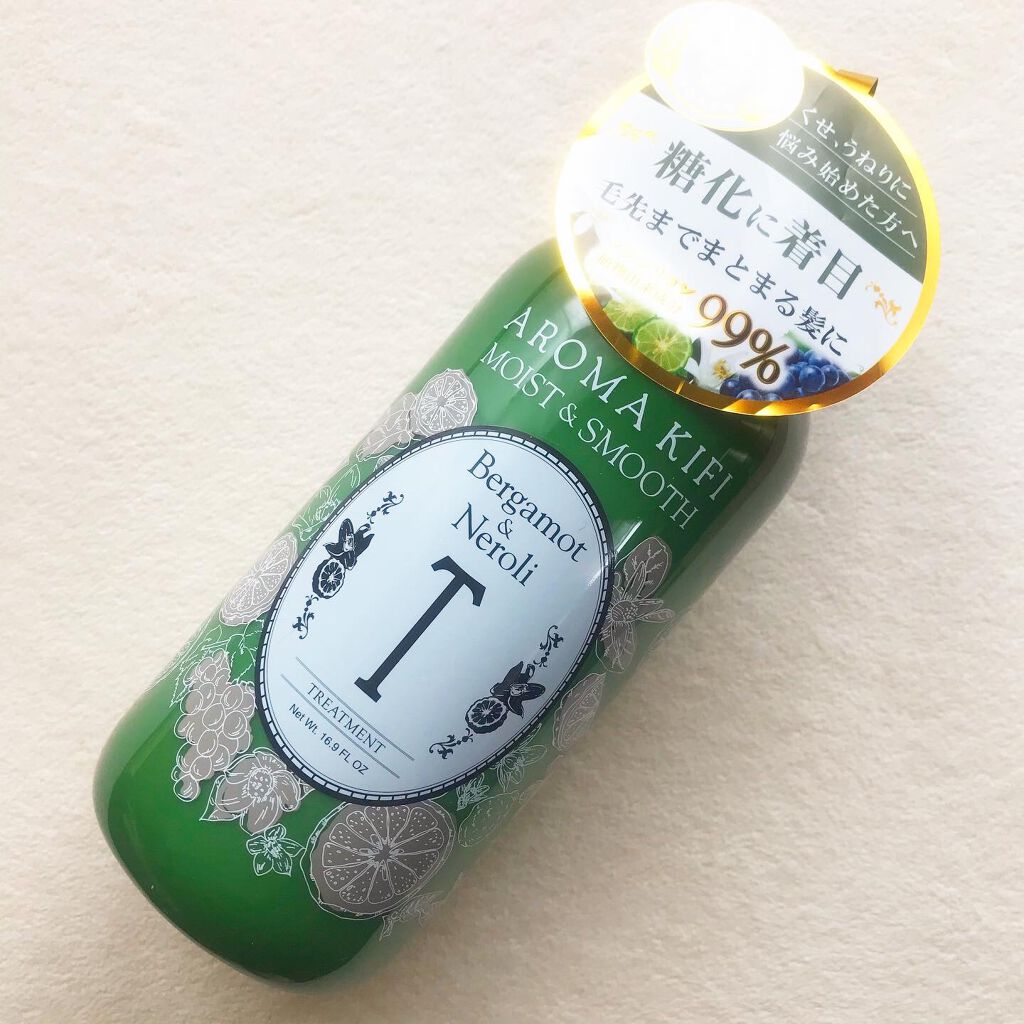 くせ、うねりに
悩み始めた方へ
糖化に着目
毛先までまとまる髪に
99%
AROMA KIFI
MOIST & SMOOTH
Bergamot
&
Neroli
T
TREATMENT
Net Wt. 16.9 FL OZ